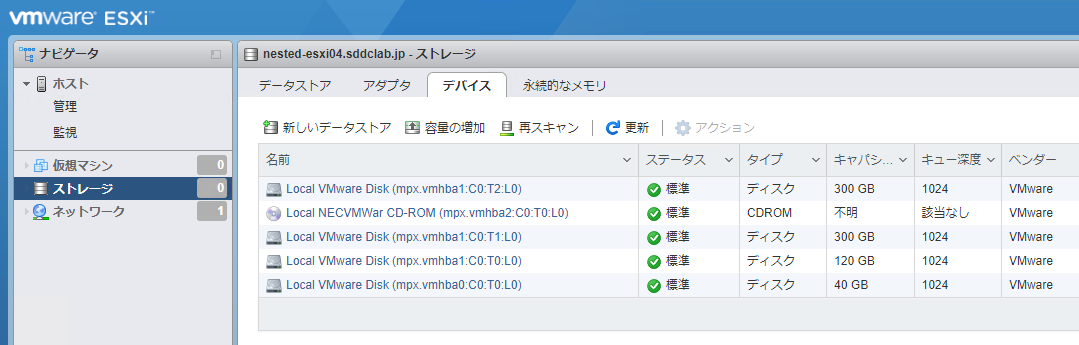 vmware ESXi™
ナビゲータ
ホスト
管理
監視
仮想マシン 0
ストレージ 0
ネットワーク 1
nested-esxi04.sddclab.jp - ストレージ
データストア アダプタ デバイス 永続的なメモリ
新しいデータストア 容量の増加 再スキャン 更新 アクション
名前 ステータス タイプ キャパシ... キュー深度 ベンダー
Local VMware Disk (mpx.vmhba1:C0:T2:L0) 標準 ディスク 300 GB 1024 VMware
Local NECVMWar CD-ROM (mpx.vmhba2:C0:T0:L0) 標準 CDROM 不明 該当なし VMware
Local VMware Disk (mpx.vmhba1:C0:T1:L0) 標準 ディスク 300 GB 1024 VMware
Local VMware Disk (mpx.vmhba1:C0:T0:L0) 標準 ディスク 120 GB 1024 VMware
Local VMware Disk (mpx.vmhba0:C0:T0:L0) 標準 ディスク 40 GB 1024 VMware